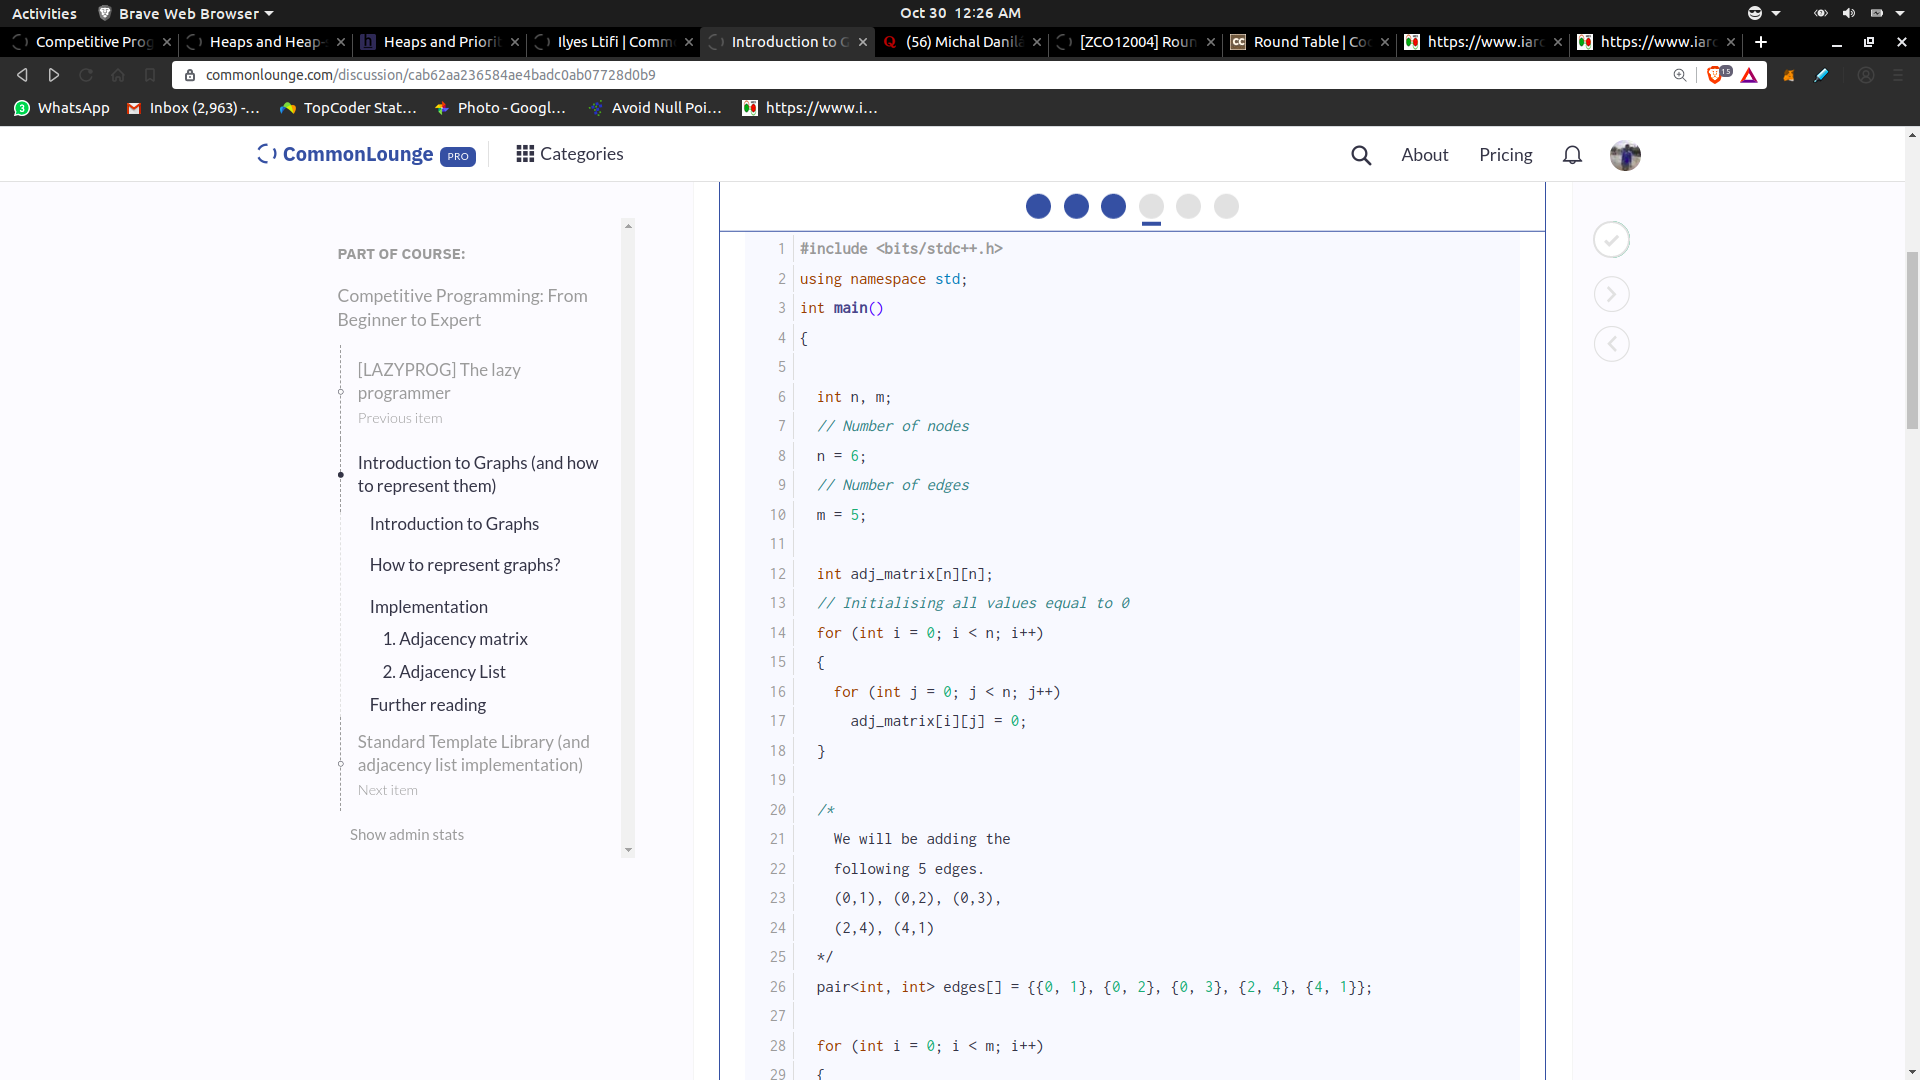 Activities Brave Web Browser Oct 30 12:26 AM
Competitive Prog Heaps and Heap- Heaps and Priorit Ilyes Ltifi | Comm Introduction to G (56) Michal Danil [ZCO12004] Roun Round Table | Co https://www.iarc https://www.iarc
commonlounge.com/discussion/cab62aa236584ae4badc0ab07728d0b9 15
WhatsApp Inbox (2,963) -... TopCoder Stat... Photo - Googl... Avoid Null Poi... https://www.i...
CommonLounge PRO Categories About Pricing
PART OF COURSE:
Competitive Programming: From
Beginner to Expert
[LAZYPROG] The lazy
programmer
Previous item
Introduction to Graphs (and how
to represent them)
Introduction to Graphs
How to represent graphs?
Implementation
1. Adjacency matrix
2. Adjacency List
Further reading
Standard Template Library (and
adjacency list implementation)
Next item
Show admin stats
1 #include <bits/stdc++.h>
2 using namespace std;
3 int main()
4 {
5
6 int n, m;
7 // Number of nodes
8 n = 6;
9 // Number of edges
10 m = 5;
11
12 int adj_matrix[n][n];
13 // Initialising all values equal to 0
14 for (int i = 0; i < n; i++)
15 {
16 for (int j = 0; j < n; j++)
17 adj_matrix[i][j] = 0;
18 }
19
20 /*
21 We will be adding the
22 following 5 edges.
23 (0,1), (0,2), (0,3),
24 (2,4), (4,1)
25 */
26 pair<int, int> edges[] = {{0, 1}, {0, 2}, {0, 3}, {2, 4}, {4, 1}};
27
28 for (int i = 0; i < m; i++)
29 {